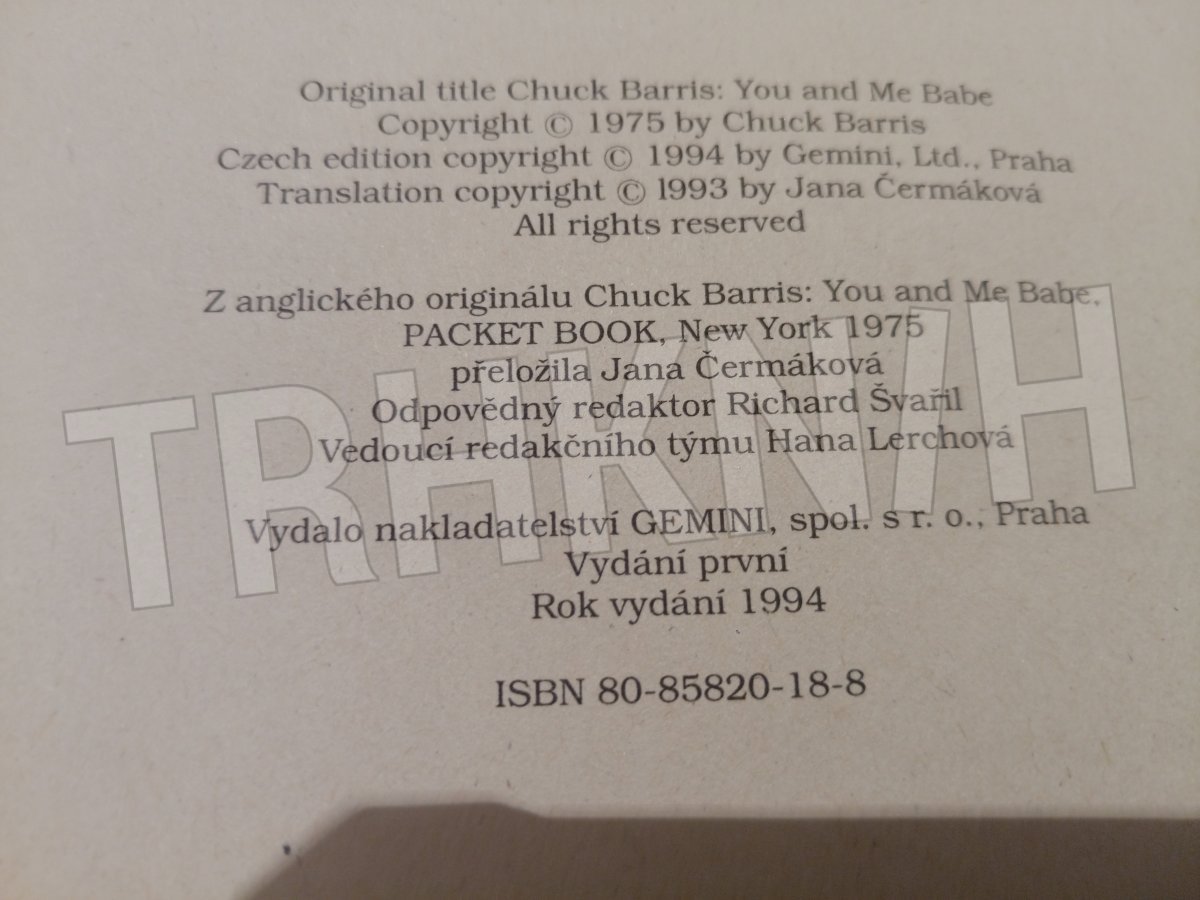 Original title Chuck Barris: You and Me Babe
Copyright © 1975 by Chuck Barris
Czech edition copyright © 1994 by Gemini, Ltd., Praha
Translation copyright © 1993 by Jana Čermáková
All rights reserved
Z anglického originálu Chuck Barris: You and Me Babe,
PACKET BOOK, New York 1975
přeložila Jana Čermáková
Odpovědný redaktor Richard Švařil
Vedoucí redakčního týmu Hana Lerchová
TRHKNIH
Vydalo nakladatelství GEMINI, spol. s r. o., Praha
Vydání první
Rok vydání 1994
ISBN 80-85820-18-8